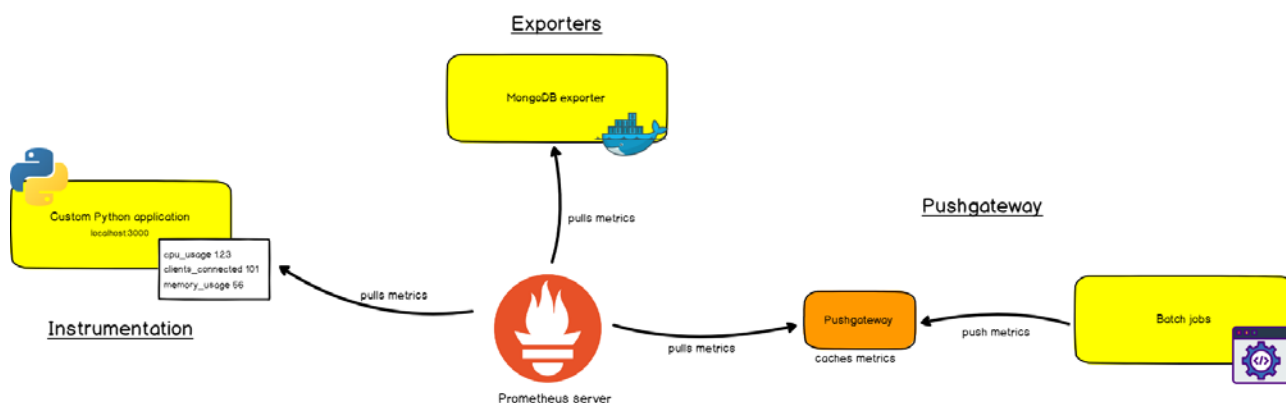 Exporters
MongoDB exporter
pulls metrics
Custom Python application
localhost:3000
cpu_usage 123
clients_connected 101
memory_usage 56
Instrumentation
pulls metrics
Prometheus server
Pushgateway
pulls metrics
Pushgateway
caches metrics
push metrics
Batch jobs